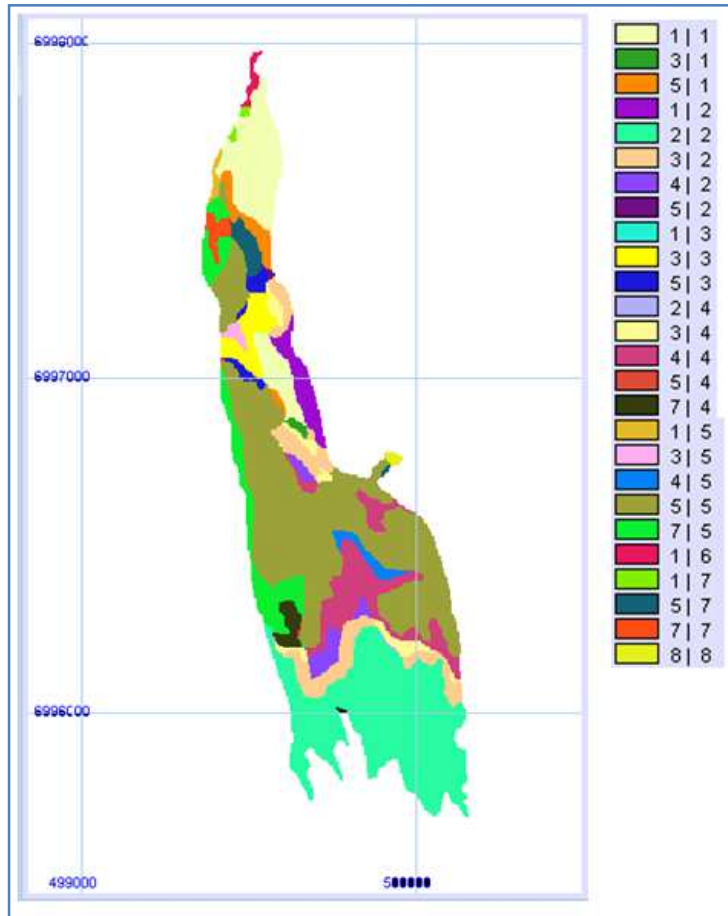 6998000
6997000
6996000
499000
500000
1 | 1
3 | 1
5 | 1
1 | 2
2 | 2
3 | 2
4 | 2
5 | 2
1 | 3
3 | 3
5 | 3
2 | 4
3 | 4
4 | 4
5 | 4
7 | 4
1 | 5
3 | 5
4 | 5
5 | 5
7 | 5
1 | 6
1 | 7
5 | 7
7 | 7
8 | 8